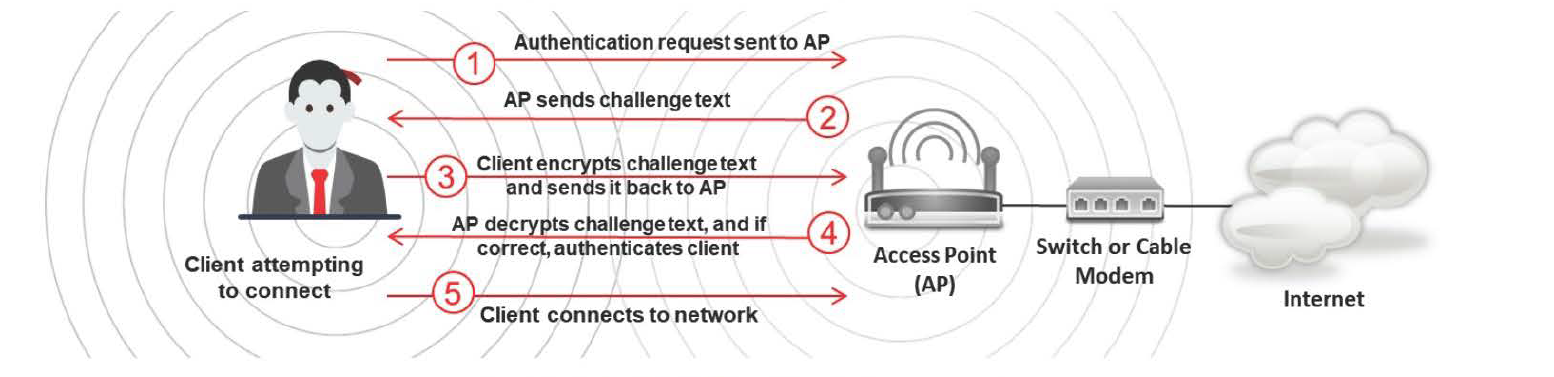 1
Authentication request sent to AP
AP sends challenge text
2
3
Client encrypts challenge text
and sends it back to AP
AP decrypts challenge text, and if
correct, authenticates client
4
5
Client connects to network
Client attempting
to connect
Access Point
(AP)
Switch or Cable
Modem
Internet